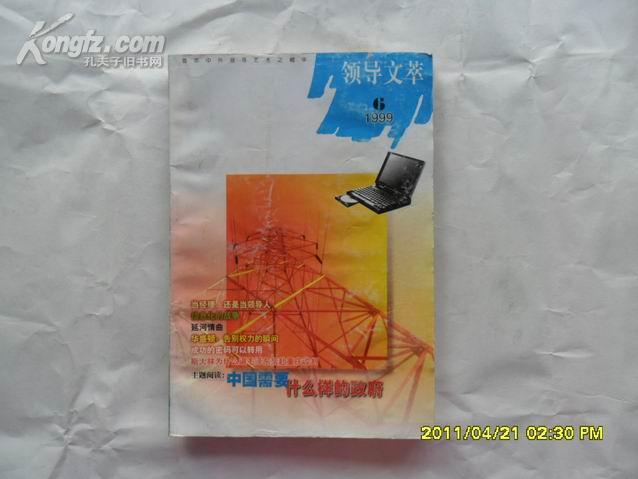 Kongfz.com
孔夫子旧书网
领导文萃
6
1999
当经理 还是当领导人
延河情曲
华盛顿：告别权力的瞬间
成功的密码可以转用
主题阅读：中国需要
什么样的政府
2011/04/21 02:30 PM